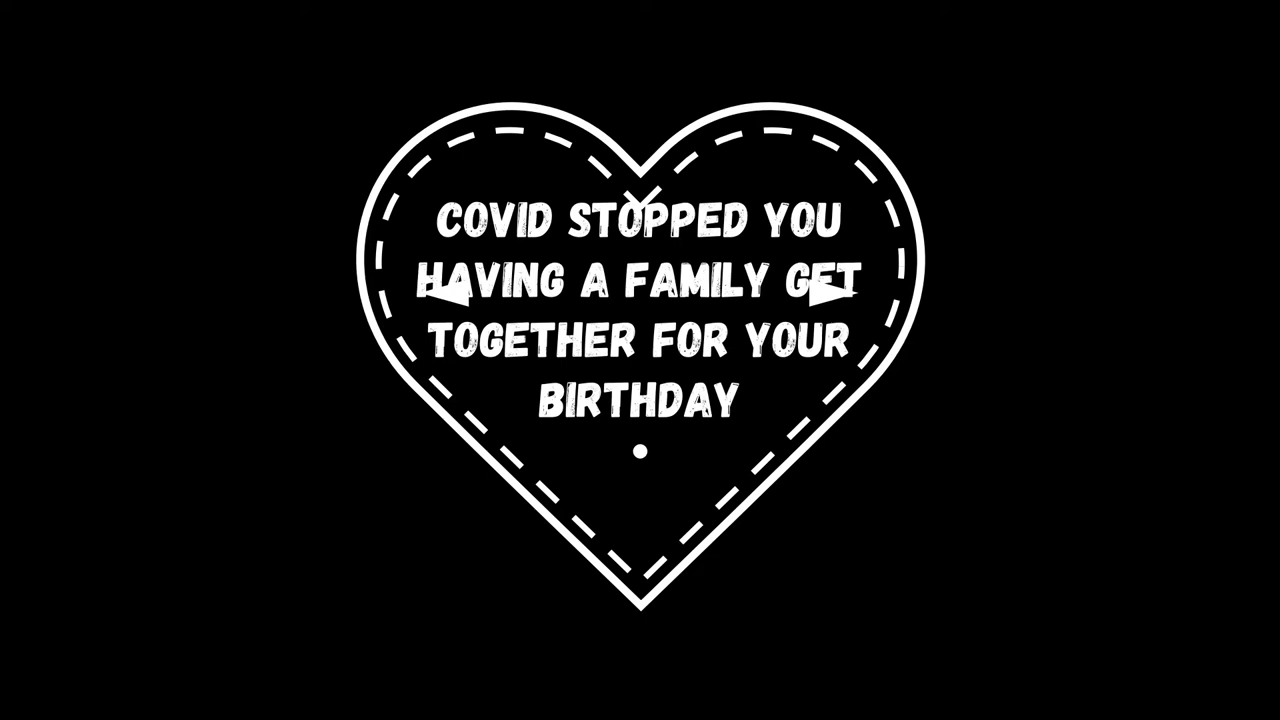 COVID STOPPED YOU
HAVING A FAMILY GET
TOGETHER FOR YOUR
BIRTHDAY